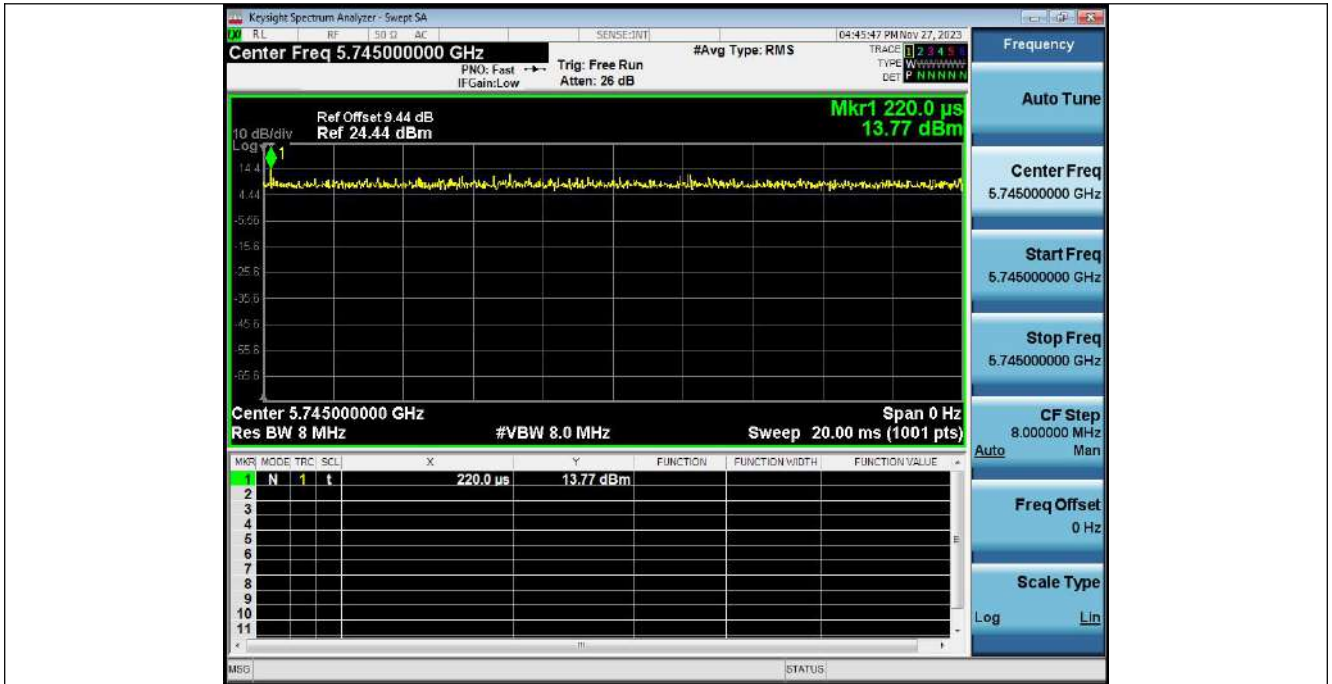 Keysight Spectrum Analyzer - Swept SA
RL RF 50 Ω AC SENSE:INT 04:45:47 PM Nov 27, 2023
Center Freq 5.745000000 GHz #Avg Type: RMS TRACE 1 2 3 4 5 6
PNO: Fast Trig: Free Run TYPE W
IFGain:Low Atten: 26 dB DET P N N N N N
Frequency
Auto Tune
Ref Offset 9.44 dB Mkr1 220.0 µs
10 dB/div Ref 24.44 dBm 13.77 dBm
Log
1
14.4
4.44
-5.56
-15.6
-25.6
-35.6
-45.6
-55.6
-65.6
Center 5.745000000 GHz Span 0 Hz
Res BW 8 MHz #VBW 8.0 MHz Sweep 20.00 ms (1001 pts)
MKR MODE TRC SCL X Y FUNCTION FUNCTION WIDTH FUNCTION VALUE
1 N 1 t 220.0 µs 13.77 dBm
2
3
4
5
6
7
8
9
10
11
MSG STATUS
Center Freq
5.745000000 GHz
Start Freq
5.745000000 GHz
Stop Freq
5.745000000 GHz
CF Step
8.000000 MHz
Auto Man
Freq Offset
0 Hz
Scale Type
Log Lin